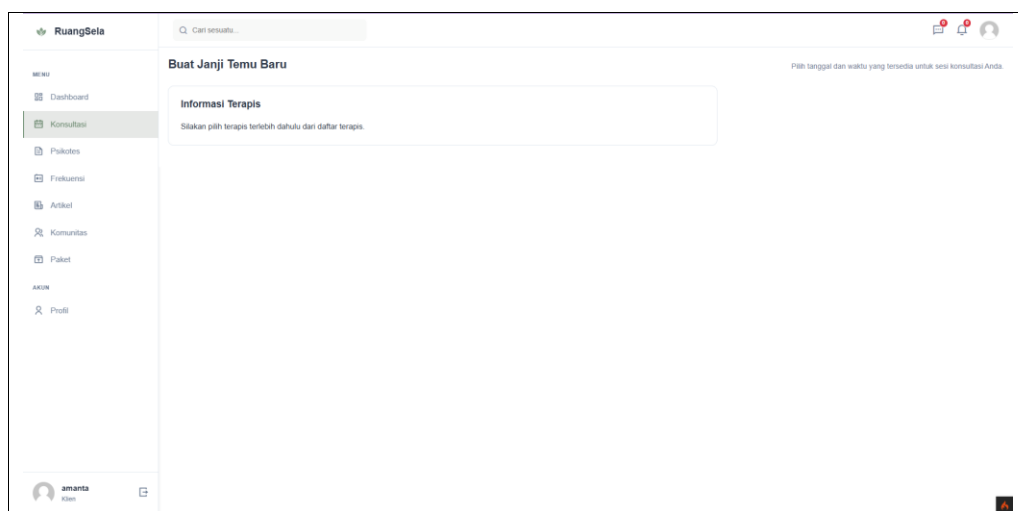 RuangSela
Cari sesuatu...
0
0
MENU
Dashboard
Konsultasi
Psikotes
Frekuensi
Artikel
Komunitas
Paket
AKUN
Profil
amanta
Klien
Buat Janji Temu Baru
Pilih tanggal dan waktu yang tersedia untuk sesi konsultasi Anda.
Informasi Terapis
Silakan pilih terapis terlebih dahulu dari daftar terapis.